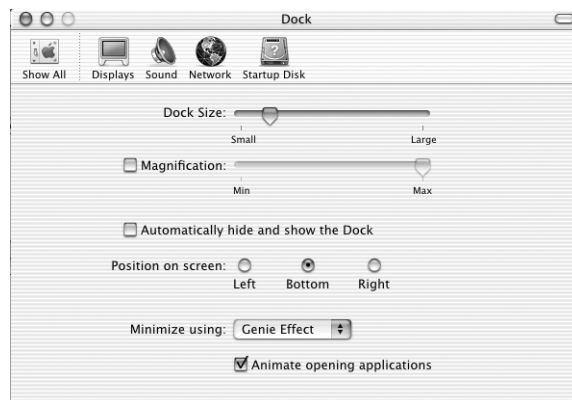 Dock
Show All Displays Sound Network Startup Disk
Dock Size:
Small Large
Magnification:
Min Max
Automatically hide and show the Dock
Position on screen:
Left Bottom Right
Minimize using: Genie Effect
Animate opening applications